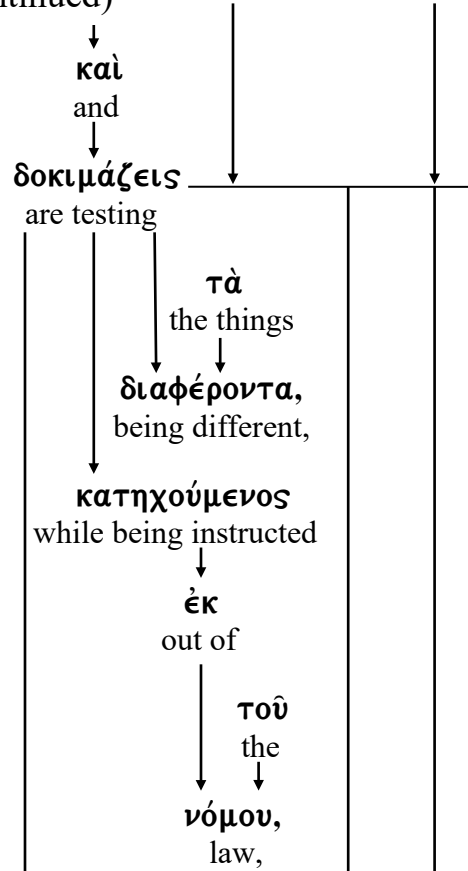 tinued)
καὶ
and
δοκιμάζεις
are testing
τὰ
the things
διαφέροντα,
being different,
κατηχούμενος
while being instructed
ἐκ
out of
τοῦ
the
νόμου,
law,